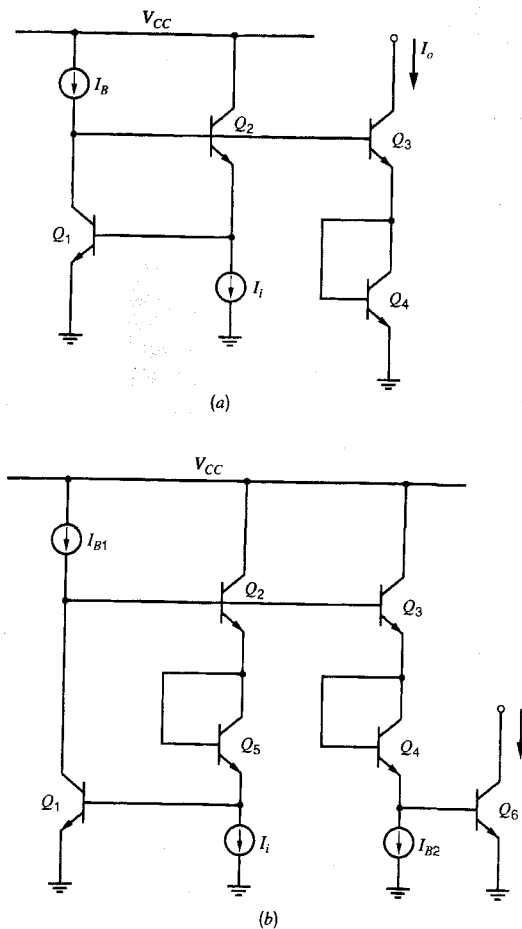 V_CC
I_B
I_o
Q_2
Q_3
Q_1
I_i
Q_4
(a)
V_CC
I_B1
Q_2
Q_3
Q_5
Q_4
Q_1
I_i
I_B2
Q_6
(b)